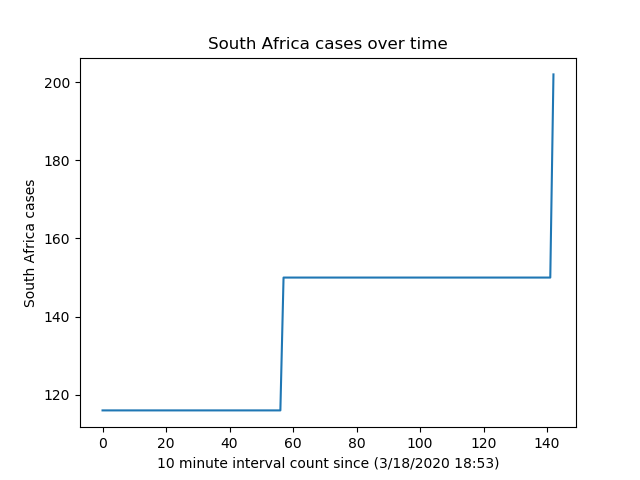 South Africa cases over time
200
180
160
140
120
South Africa cases
0 20 40 60 80 100 120 140
10 minute interval count since (3/18/2020 18:53)